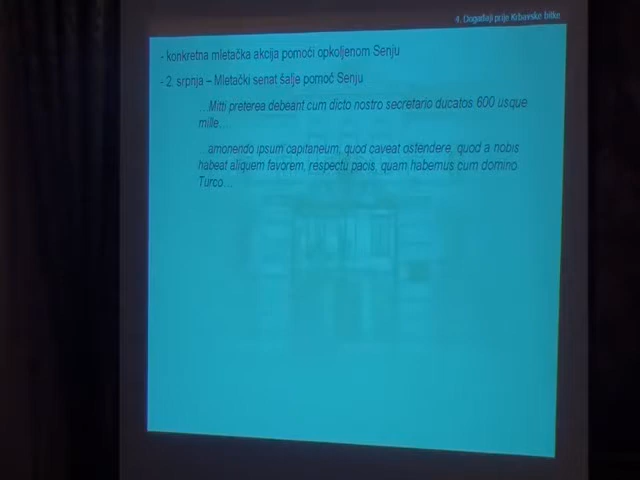 4. Događaji prije Krbavske bitke
- konkretna mletačka akcija pomoći opkoljenom Senju
- 2. srpnja – Mletački senat šalje pomoć Senju
...Mitti preterea debeant cum dicto nostro secretario ducatos 600 usque
mille...
...amonendo ipsum capitaneum, quod caveat ostendere, quod a nobis
habeat aliquem favorem, respectu pacis, quam habemus cum domino
Turco...